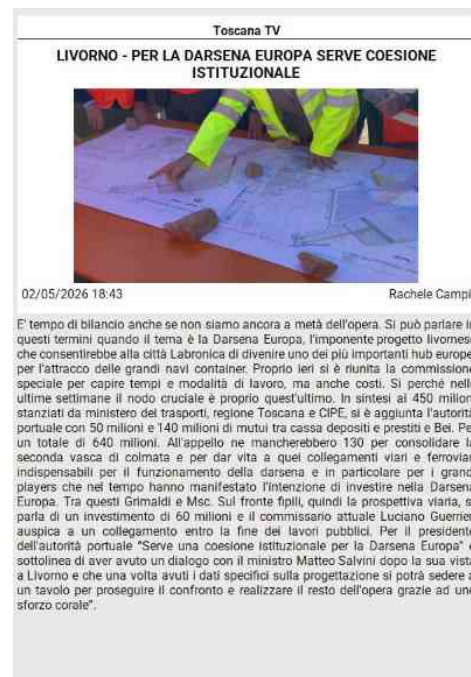 Toscana TV
LIVORNO - PER LA DARSENA EUROPA SERVE COESIONE
ISTITUZIONALE
02/05/2026 18:43
Rachele Campi
E' tempo di bilancio anche se non siamo ancora a metà dell'opera. Si può parlare in
questi termini quando il tema è la Darsena Europa, l'imponente progetto livornese
che consentirebbe alla città Labronica di divenire uno dei più importanti hub europei
per l'attracco delle grandi navi container. Proprio ieri si è riunita la commissione
speciale per capire tempi e modalità di lavoro, ma anche costi. Si perché nelle
ultime settimane il nodo cruciale è proprio quest'ultimo. In sintesi ai 450 milioni
stanziati da ministero dei trasporti, regione Toscana e CIPE, si è aggiunta l'autorità
portuale con 50 milioni e 140 milioni di mutui tra cassa depositi e prestiti e Bei. Per
un totale di 640 milioni. All'appello ne mancherebbero 130 per consolidare la
seconda vasca di colmata e per dar vita a quei collegamenti viari e ferroviari
indispensabili per il funzionamento della darsena e in particolare per i grandi
players che nel tempo hanno manifestato l'intenzione di investire nella Darsena
Europa. Tra questi Grimaldi e Msc. Sul fronte fipili, quindi la prospettiva viaria, si
parla di un investimento di 60 milioni e il commissario attuale Luciano Guerrieri
auspica a un collegamento entro la fine dei lavori pubblici. Per il presidente
dell'autorità portuale "Serve una coesione istituzionale per la Darsena Europa" e
sottolinea di aver avuto un dialogo con il ministro Matteo Salvini dopo la sua vista
a Livorno e che una volta avuti i dati specifici sulla progettazione si potrà sedere a
un tavolo per proseguire il confronto e realizzare il resto dell'opera grazie ad uno
sforzo corale".